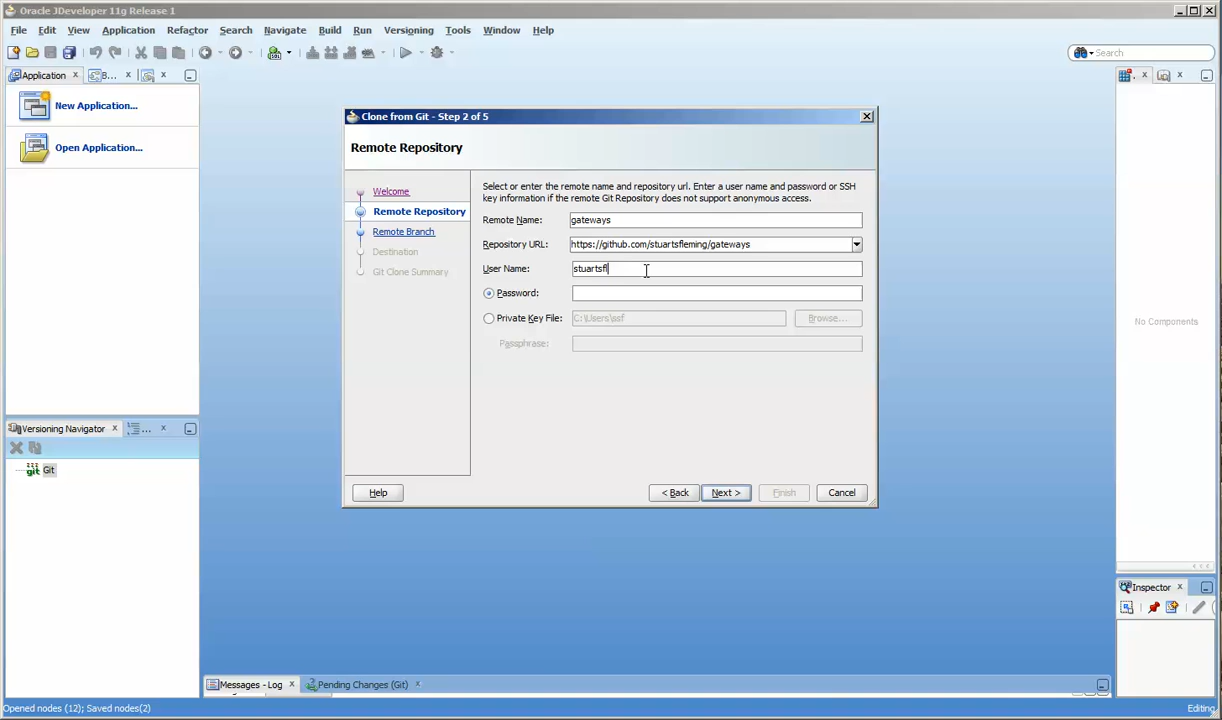 Oracle JDeveloper 11g Release 1
File Edit View Application Refactor Search Navigate Build Run Versioning Tools Window Help
Search
Application B...
New Application...
Open Application...
Clone from Git - Step 2 of 5
Remote Repository
Welcome
Remote Repository
Remote Branch
Destination
Git Clone Summary
Select or enter the remote name and repository url. Enter a user name and password or SSH
key information if the remote Git Repository does not support anonymous access.
Remote Name: gateways
Repository URL: https://github.com/stuartsfleming/gateways
User Name: stuartsfl
Password:
Private Key File: C:\Users\ssf Browse...
Passphrase:
Help < Back Next > Finish Cancel
No Components
Versioning Navigator ...
git Git
Inspector
Messages - Log Pending Changes (Git)
Opened nodes (12); Saved nodes(2) Editing